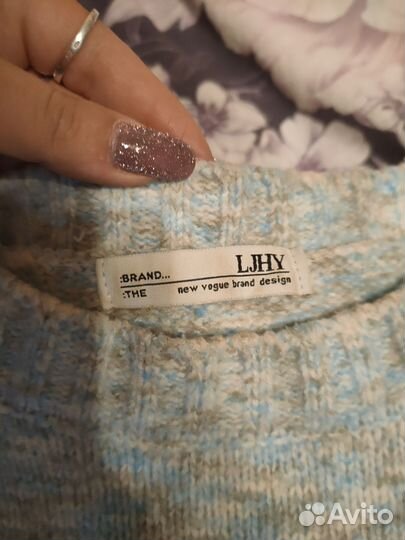 :BRAND... LJHY
:THE new vogue brand design
Avito